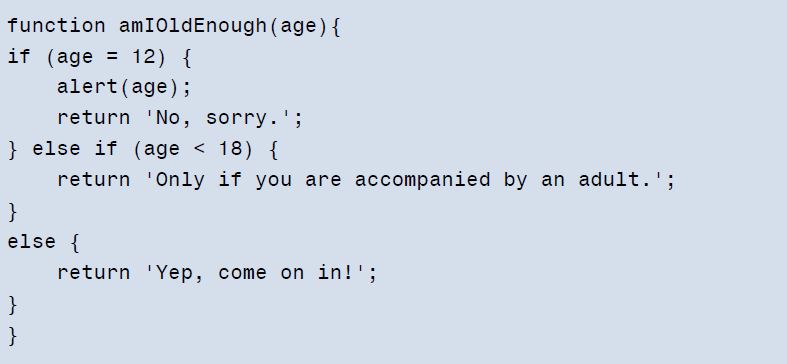 function amIOldEnough(age){
if (age = 12) {
    alert(age);
    return 'No, sorry.';
} else if (age < 18) {
    return 'Only if you are accompanied by an adult.';
}
else {
    return 'Yep, come on in!';
}
}